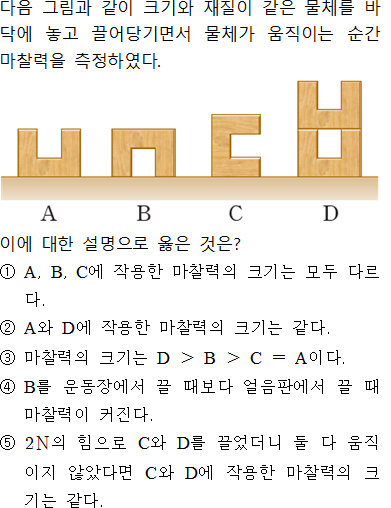 다음 그림과 같이 크기와 재질이 같은 물체를 바
닥에 놓고 끌어당기면서 물체가 움직이는 순간
마찰력을 측정하였다.
A B C D
이에 대한 설명으로 옳은 것은?
① A, B, C에 작용한 마찰력의 크기는 모두 다르
다.
② A와 D에 작용한 마찰력의 크기는 같다.
③ 마찰력의 크기는 D > B > C = A이다.
④ B를 운동장에서 끌 때보다 얼음판에서 끌 때
마찰력이 커진다.
⑤ 2N의 힘으로 C와 D를 끌었더니 둘 다 움직
이지 않았다면 C와 D에 작용한 마찰력의 크
기는 같다.